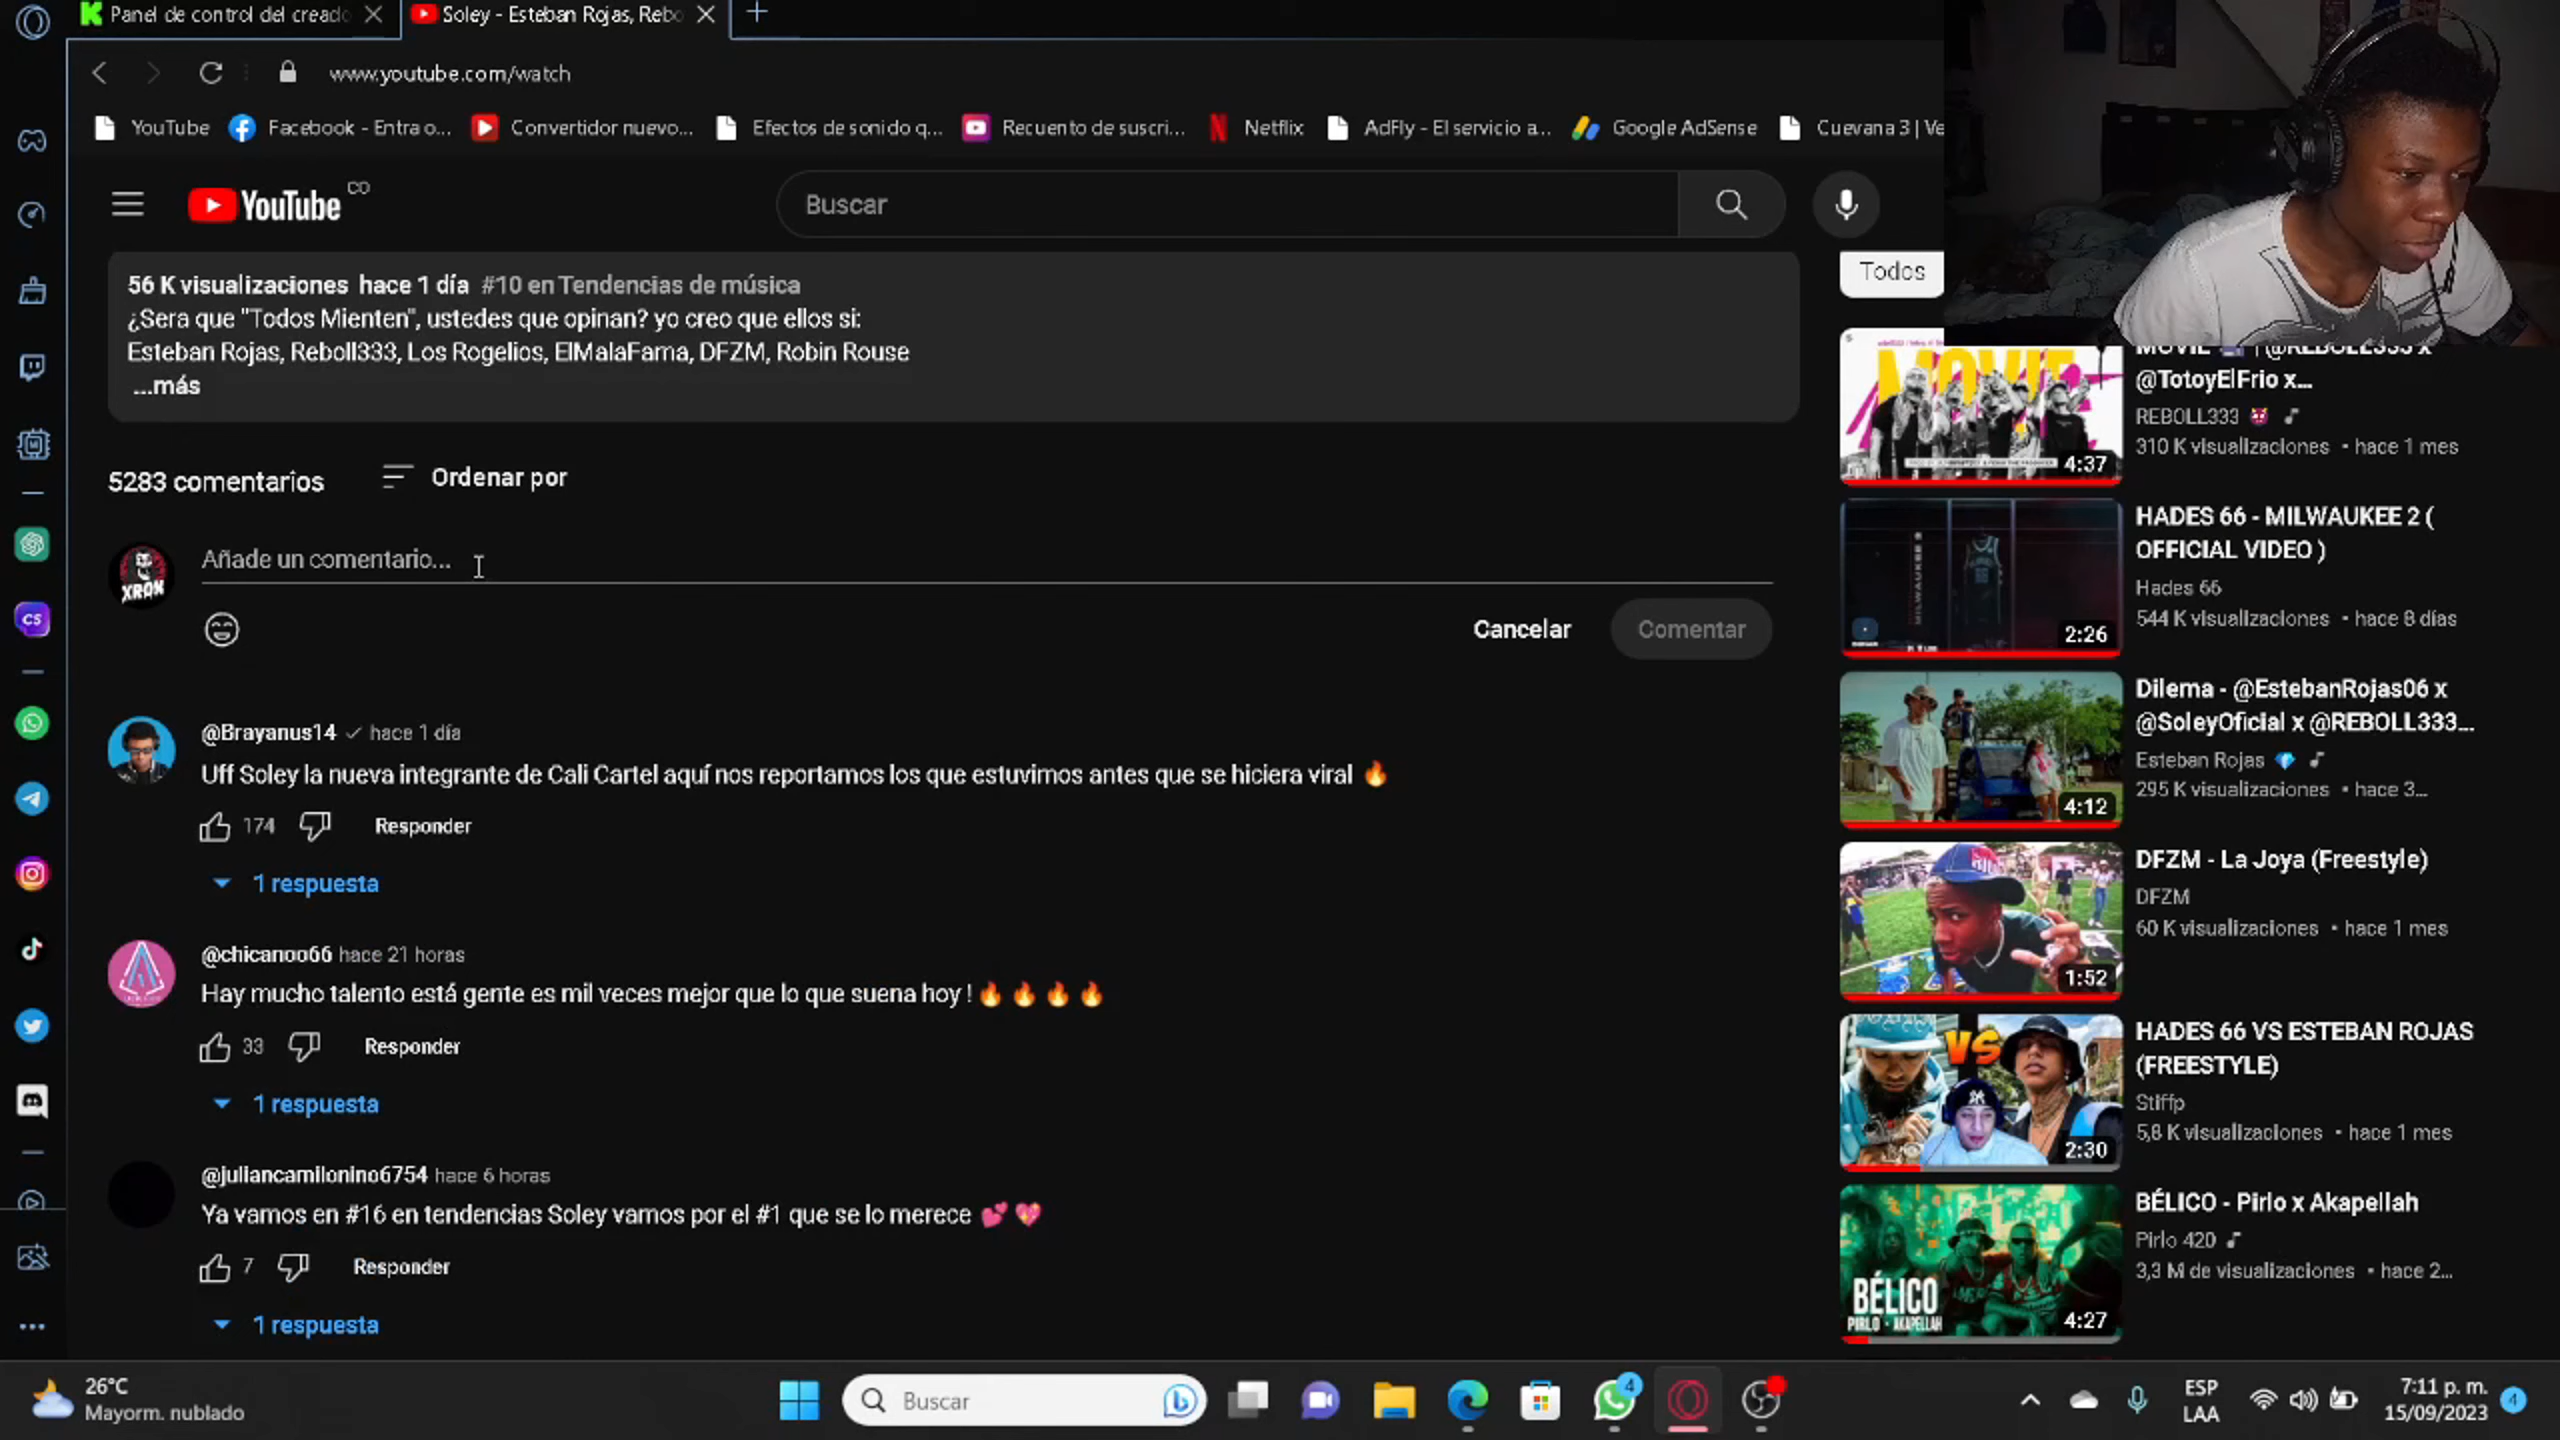 Panel de control del creado
Soley - Esteban Rojas, Rebo
www.youtube.com/watch
YouTube
Facebook - Entra o...
Convertidor nuevo...
Efectos de sonido q...
Recuento de suscri...
Netflix
AdFly - El servicio a...
Google AdSense
Cuevana 3 | Ve
YouTube CO
Buscar
56 K visualizaciones hace 1 día #10 en Tendencias de música
¿Sera que "Todos Mienten", ustedes que opinan? yo creo que ellos si:
Esteban Rojas, Reboll333, Los Rogelios, ElMalaFama, DFZM, Robin Rouse
...más
5283 comentarios
Ordenar por
XRON
Añade un comentario...
Cancelar
Comentar
@Brayanus14 hace 1 día
Uff Soley la nueva integrante de Cali Cartel aquí nos reportamos los que estuvimos antes que se hiciera viral 🔥
174
Responder
1 respuesta
@chicanoo66 hace 21 horas
Hay mucho talento está gente es mil veces mejor que lo que suena hoy ! 🔥 🔥 🔥 🔥
33
Responder
1 respuesta
@juliancamilonino6754 hace 6 horas
Ya vamos en #16 en tendencias Soley vamos por el #1 que se lo merece 💕 💖
7
Responder
1 respuesta
Todos
MOVIE
4:37
MOVIE | @REBOLL333 x
@TotoyElFrio x...
REBOLL333 😈
310 K visualizaciones • hace 1 mes
2:26
HADES 66 - MILWAUKEE 2 (
OFFICIAL VIDEO )
Hades 66
544 K visualizaciones • hace 8 días
4:12
Dilema - @EstebanRojas06 x
@SoleyOficial x @REBOLL333...
Esteban Rojas 💎
295 K visualizaciones • hace 3...
1:52
DFZM - La Joya (Freestyle)
DFZM
60 K visualizaciones • hace 1 mes
VS
2:30
HADES 66 VS ESTEBAN ROJAS
(FREESTYLE)
Stiffp
5,8 K visualizaciones • hace 1 mes
BÉLICO
PIRLO · AKAPELLAH
4:27
BÉLICO - Pirlo x Akapellah
Pirlo 420
3,3 M de visualizaciones • hace 2...
CS
26°C
Mayorm. nublado
Buscar
4
ESP
LAA
7:11 p. m.
15/09/2023
4